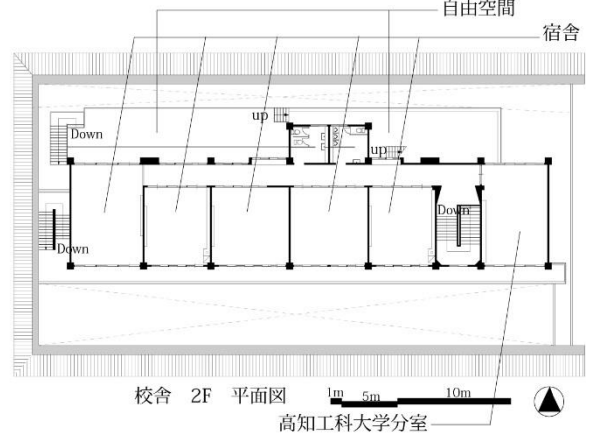 自由空間
宿舎
up
Down
up
Down
Down
校舎 2F 平面図
1m 5m 10m
高知工科大学分室